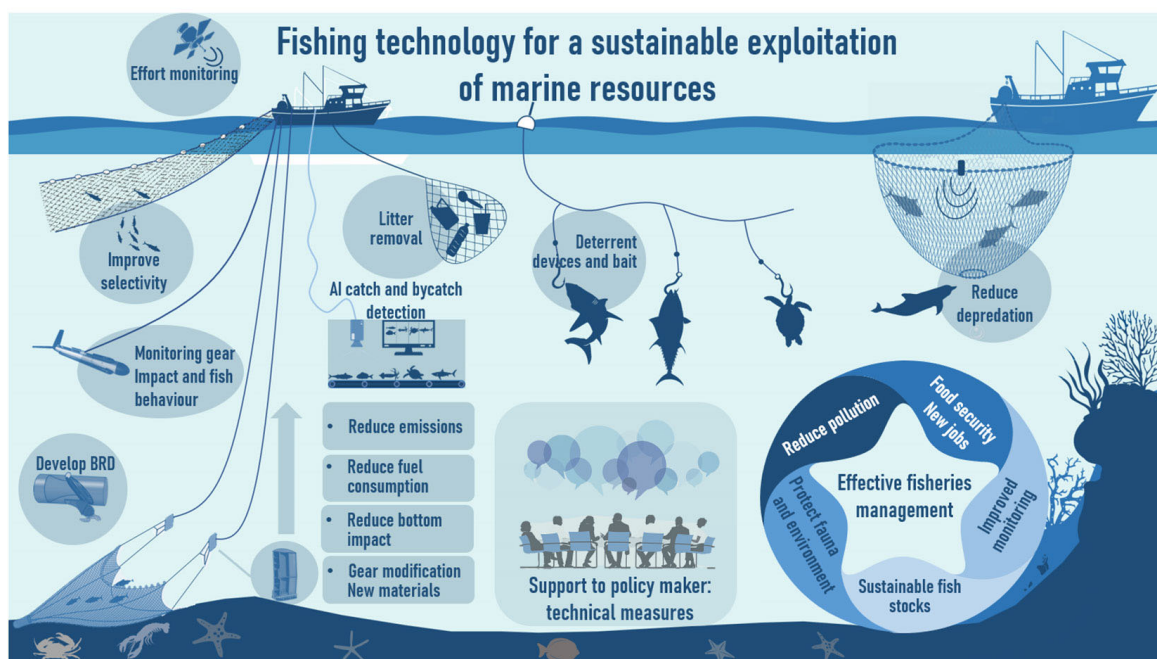 Fishing technology for a sustainable exploitation
of marine resources
Effort monitoring
Improve
selectivity
Litter
removal
Deterrent
devices and bait
Reduce
depredation
AI catch and bycatch
detection
Monitoring gear
Impact and fish
behaviour
Develop BRD
• Reduce emissions
• Reduce fuel
consumption
• Reduce bottom
impact
• Gear modification
New materials
Support to policy maker:
technical measures
Effective fisheries
management
Reduce pollution
Food security
New jobs
Improved
monitoring
Sustainable fish
stocks
Protect fauna
and environment